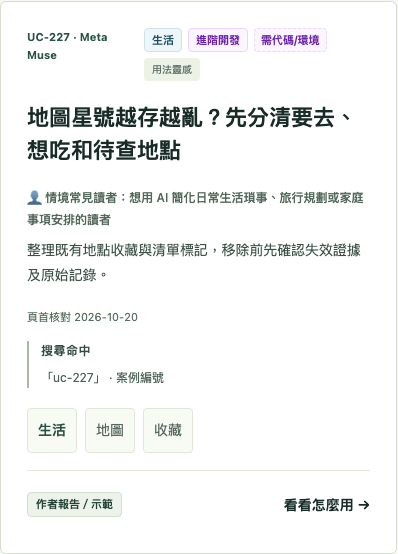 UC-227 · Meta Muse
生活
進階開發
需代碼/環境
用法靈感
地圖星號越存越亂？先分清要去、
想吃和待查地點
情境常見讀者：想用 AI 簡化日常生活瑣事、旅行規劃或家庭
事項安排的讀者
整理既有地點收藏與清單標記，移除前先確認失效證據
及原始記錄。
頁首核對 2026-10-20
搜尋命中
「uc-227」 · 案例編號
生活
地圖
收藏
作者報告 / 示範
看看怎麼用 →